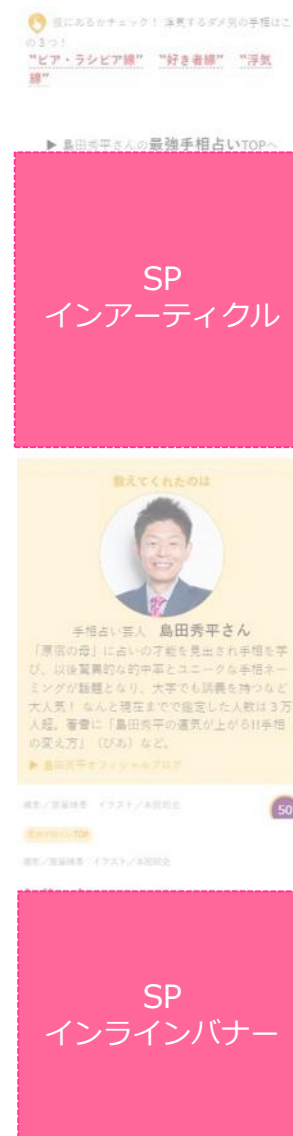 彼にあるかチェック！ 浮気するダメ男の手相はこ
の３つ！
"ピア・ラシビア線" "好き者線" "浮気
線"
▶ 島田秀平さんの最強手相占いTOPへ
SP
インアーティクル
教えてくれたのは
手相占い芸人 島田秀平さん
「原宿の母」に占いの才能を見出され手相を学
び、以後驚異的な的中率とユニークな手相ネー
ミングが話題となり、大学でも講義を持つなど
大人気！ なんと現在までで鑑定した人数は３万
人超。著書に「島田秀平の運気が上がる!!手相
の変え方」（ぴあ）など。
▶ 島田秀平オフィシャルブログ
50
SP
インラインバナー